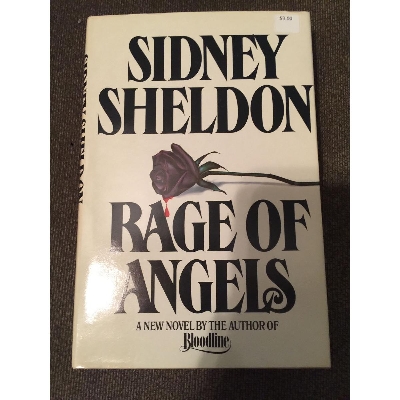 SIDNEY
SHELDON
RAGE OF
ANGELS
A NEW NOVEL BY THE AUTHOR OF
Bloodline